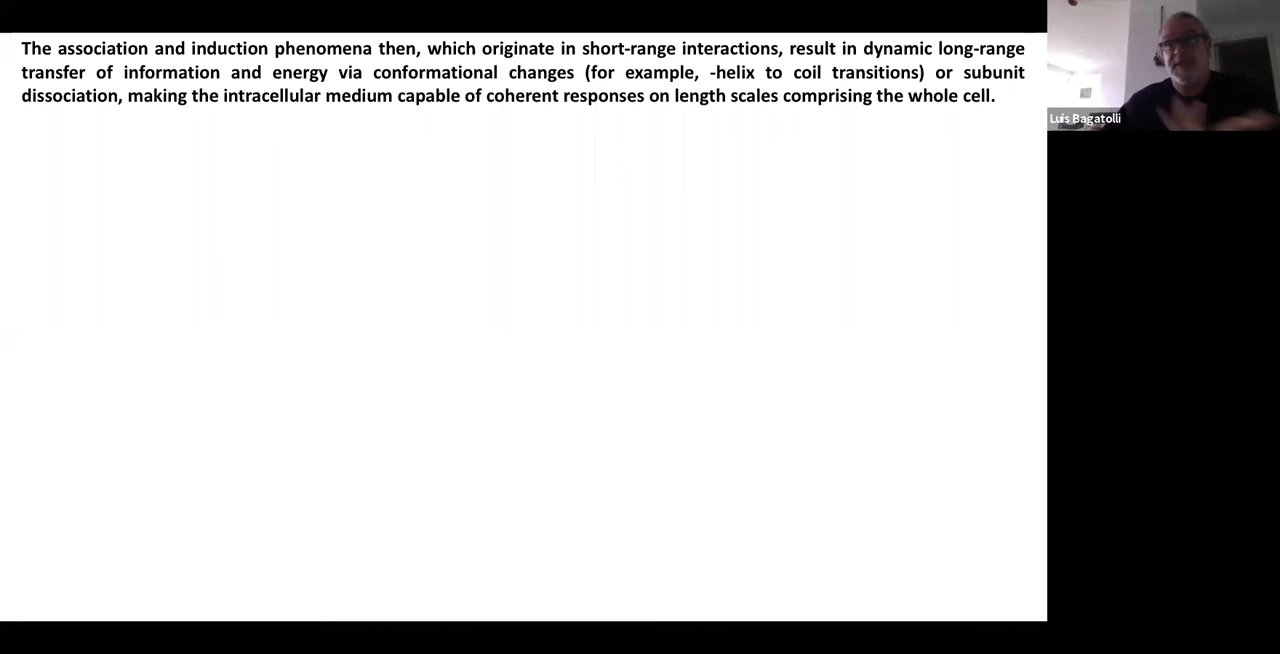 The association and induction phenomena then, which originate in short-range interactions, result in dynamic long-range
transfer of information and energy via conformational changes (for example, -helix to coil transitions) or subunit
dissociation, making the intracellular medium capable of coherent responses on length scales comprising the whole cell.
Luis Bagatolli